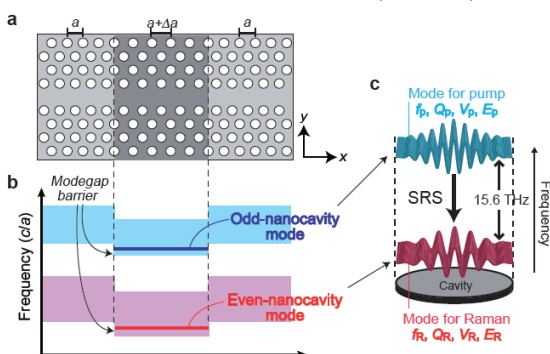 a
a
a+Δa
a
y
x
b
Modegap
barrier
Frequency (c/a)
Odd-nanocavity
mode
Even-nanocavity
mode
c
Mode for pump
fp, Qp, Vp, Ep
SRS
15.6 THz
Frequency
Cavity
Mode for Raman
fR, QR, VR, ER